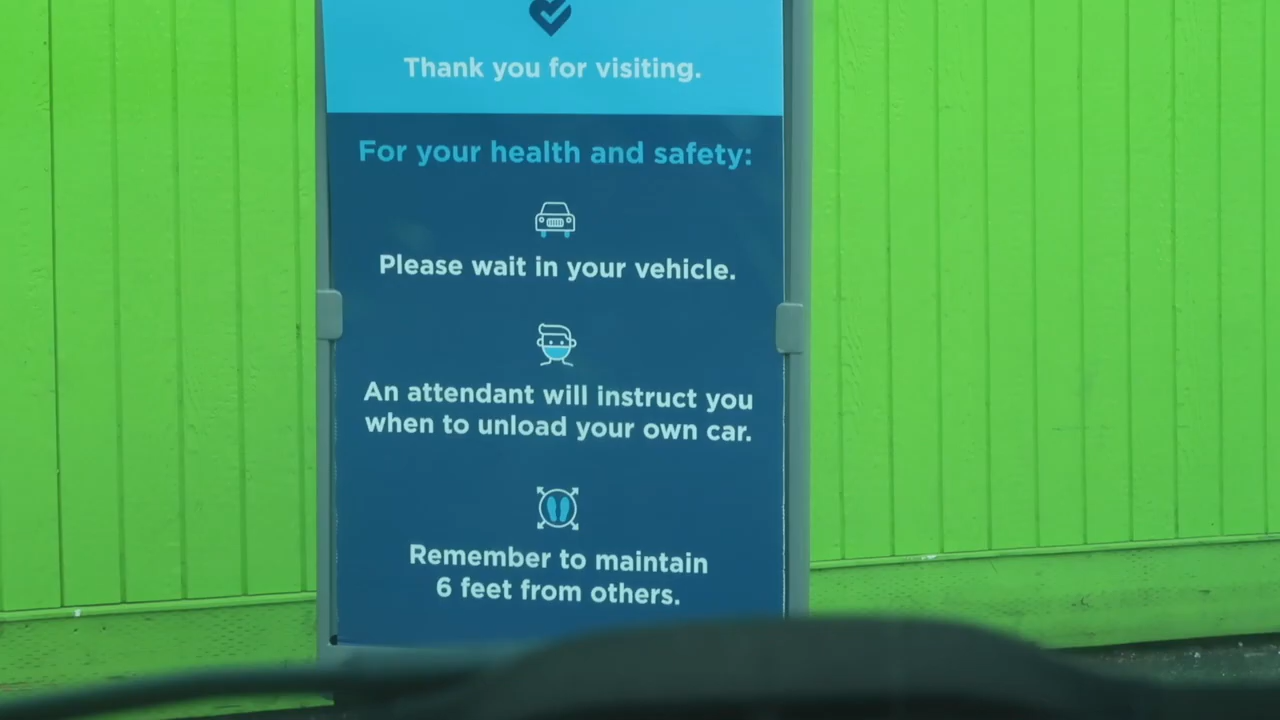 Thank you for visiting.
For your health and safety:
Please wait in your vehicle.
An attendant will instruct you
when to unload your own car.
Remember to maintain
6 feet from others.